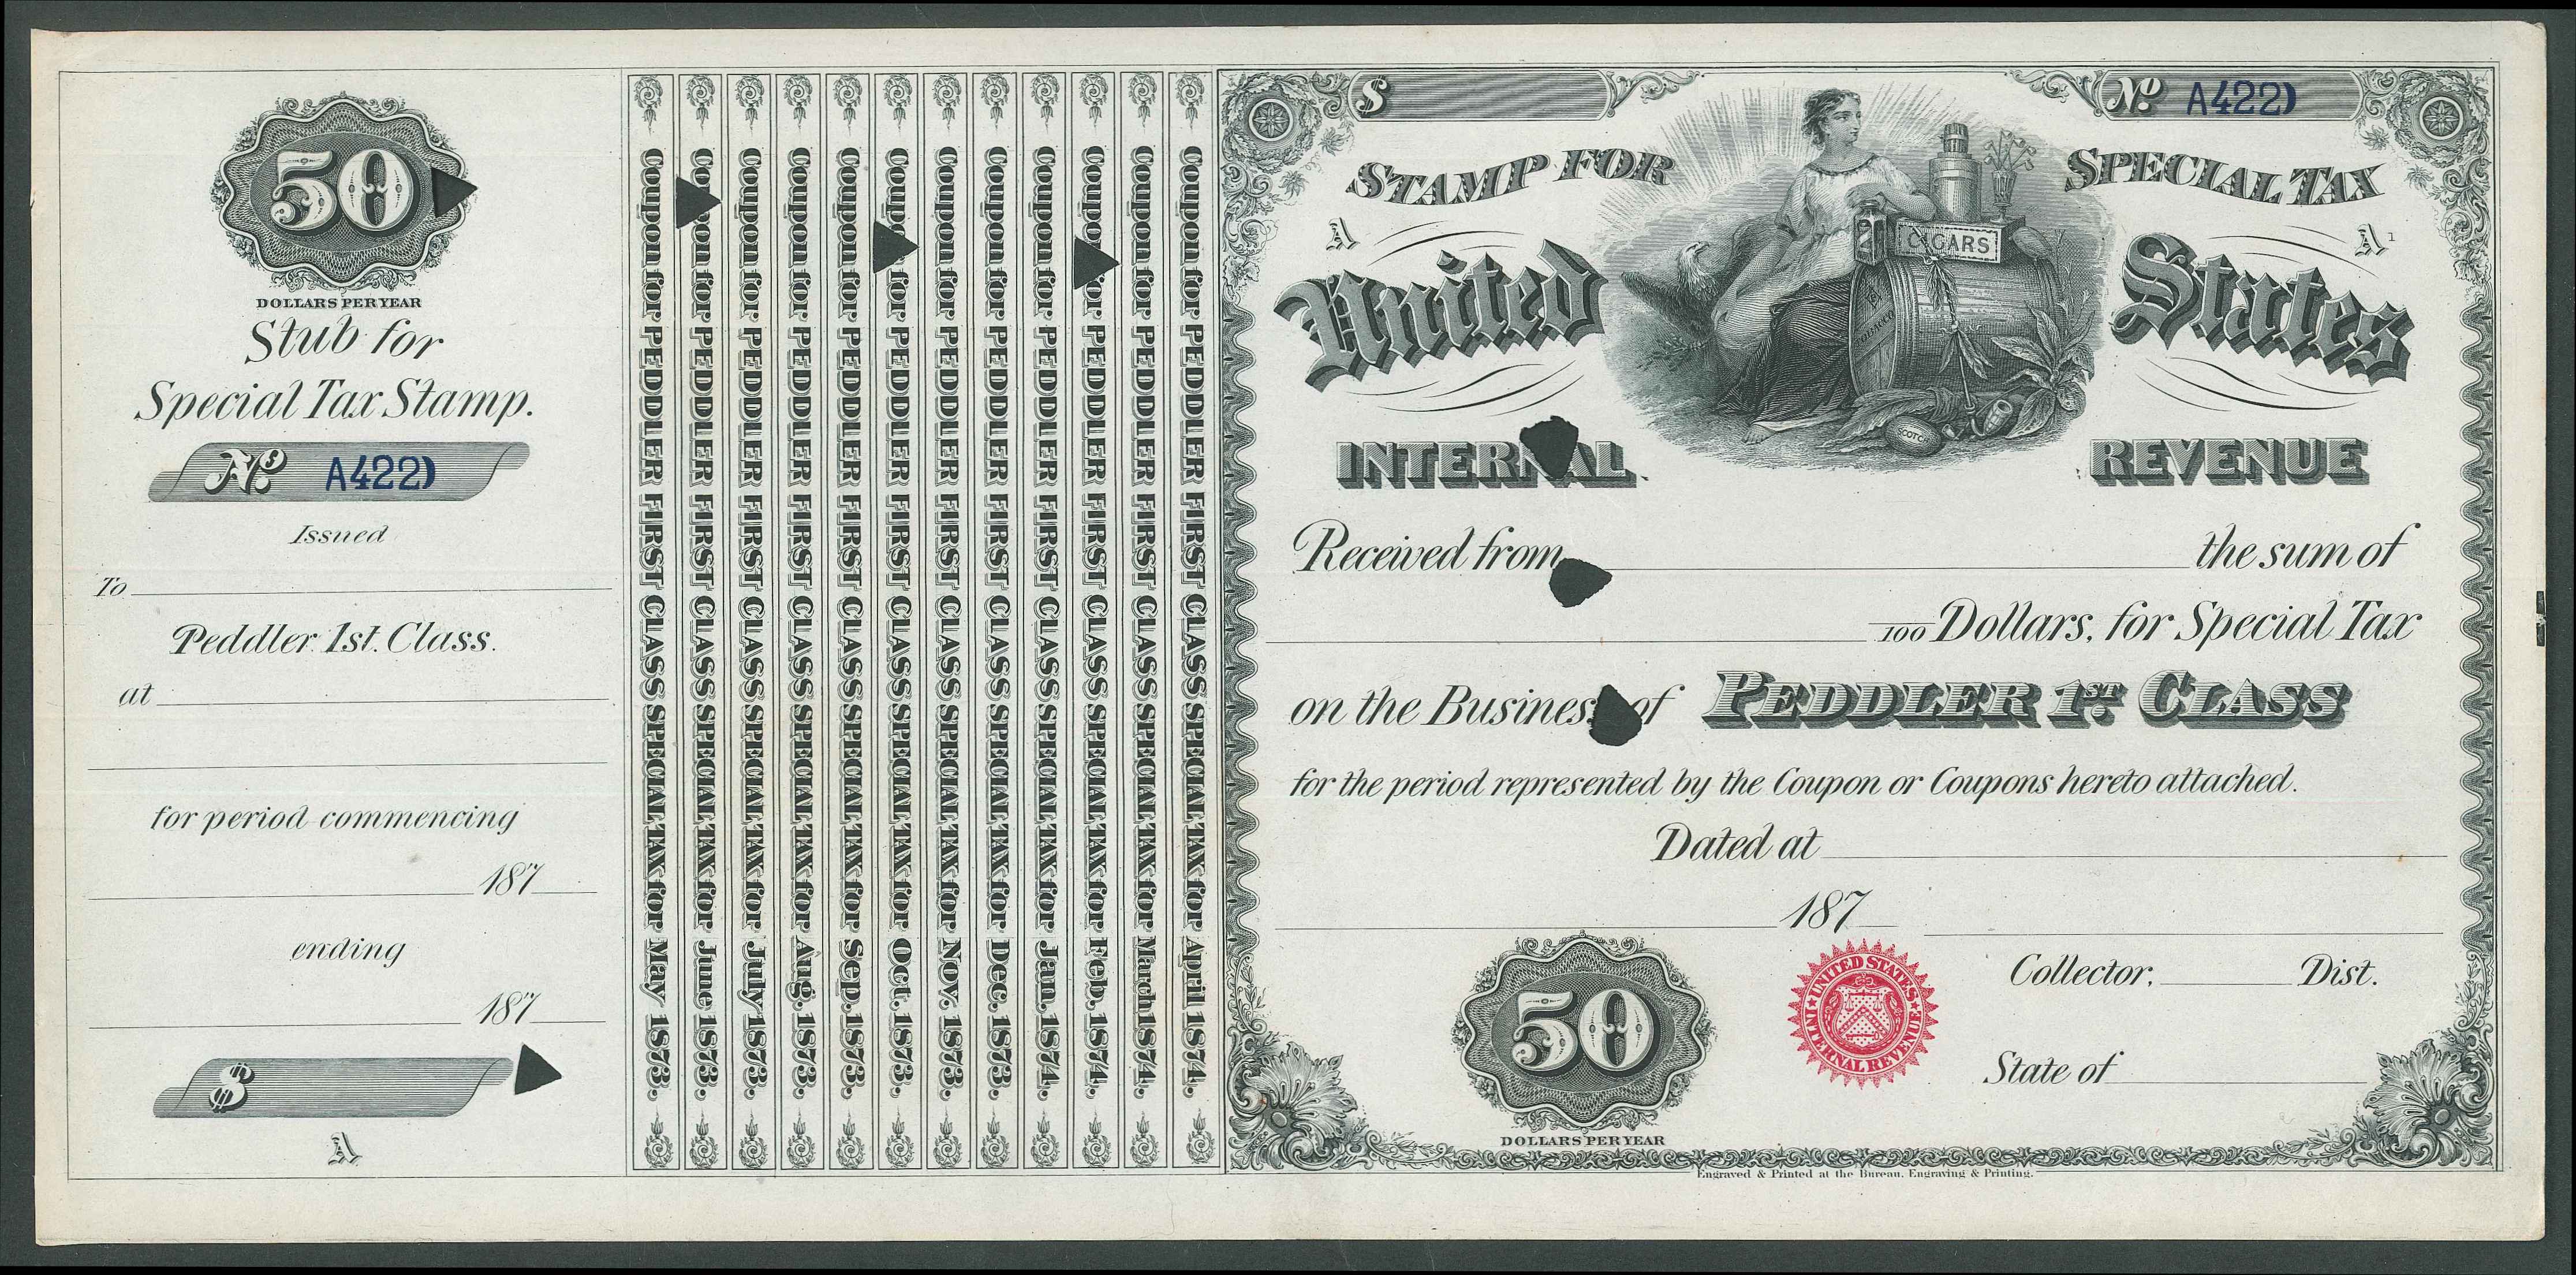 50
DOLLARS PER YEAR
Stub for
Special Tax Stamp.
No. A422)
Issued
To
Peddler 1st. Class.
at
for period commencing
187
ending
187
$
A
Coupon for PEDDLER FIRST CLASS SPECIAL TAX for May 1873.
Coupon for PEDDLER FIRST CLASS SPECIAL TAX for June 1873.
Coupon for PEDDLER FIRST CLASS SPECIAL TAX for July 1873.
Coupon for PEDDLER FIRST CLASS SPECIAL TAX for Aug. 1873.
Coupon for PEDDLER FIRST CLASS SPECIAL TAX for Sep. 1873.
Coupon for PEDDLER FIRST CLASS SPECIAL TAX for Oct. 1873.
Coupon for PEDDLER FIRST CLASS SPECIAL TAX for Nov. 1873.
Coupon for PEDDLER FIRST CLASS SPECIAL TAX for Dec. 1873.
Coupon for PEDDLER FIRST CLASS SPECIAL TAX for Jan. 1874.
Coupon for PEDDLER FIRST CLASS SPECIAL TAX for Feb. 1874.
Coupon for PEDDLER FIRST CLASS SPECIAL TAX for March 1874.
Coupon for PEDDLER FIRST CLASS SPECIAL TAX for April 1874.
$ No. A422)
STAMP FOR SPECIAL TAX
A A 1
CIGARS
United States
TOBACCO
SCOTCH
INTERNAL REVENUE
Received from the sum of
100 Dollars, for Special Tax
on the Business of PEDDLER 1ST. CLASS
for the period represented by the Coupon or Coupons hereto attached.
Dated at
187
50
DOLLARS PER YEAR
UNITED STATES INTERNAL REVENUE
Collector, Dist.
State of
Engraved & Printed at the Bureau, Engraving & Printing.